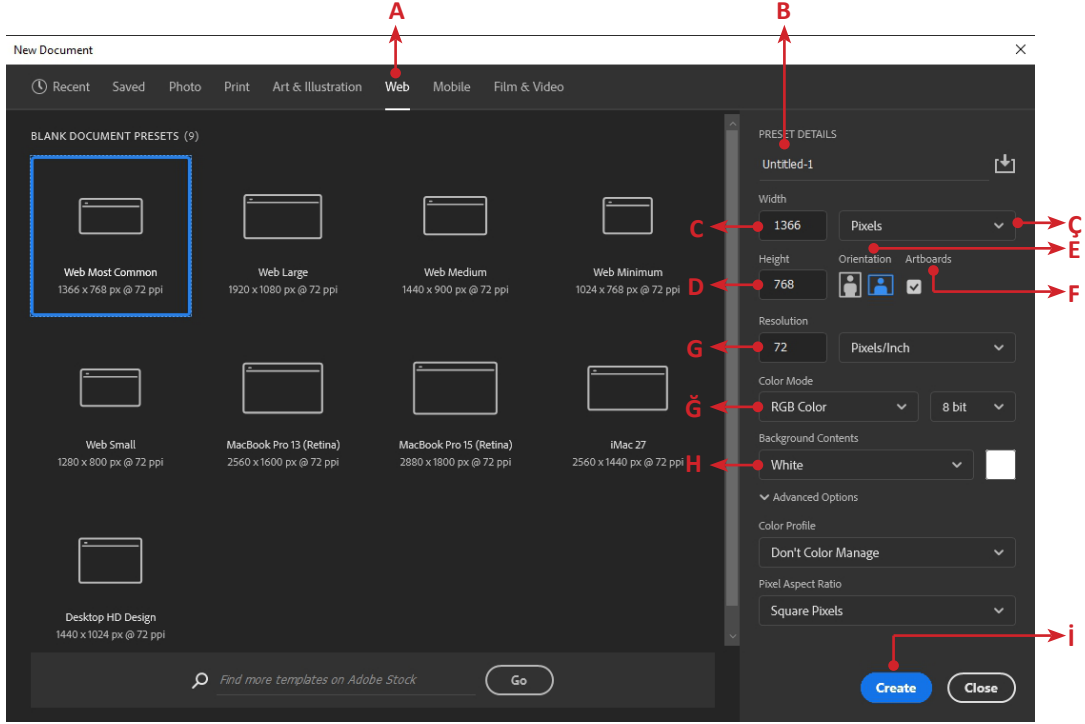 A B
New Document
Recent Saved Photo Print Art & Illustration Web Mobile Film & Video
BLANK DOCUMENT PRESETS (9)
Web Most Common
1366 x 768 px @ 72 ppi
Web Large
1920 x 1080 px @ 72 ppi
Web Medium
1440 x 900 px @ 72 ppi
Web Minimum
1024 x 768 px @ 72 ppi
Web Small
1280 x 800 px @ 72 ppi
MacBook Pro 13 (Retina)
2560 x 1600 px @ 72 ppi
MacBook Pro 15 (Retina)
2880 x 1800 px @ 72 ppi
iMac 27
2560 x 1440 px @ 72 ppi
Desktop HD Design
1440 x 1024 px @ 72 ppi
Find more templates on Adobe Stock Go
PRESET DETAILS
Untitled-1
Width
C 1366 Pixels Ç
E
Height Orientation Artboards
D 768 F
Resolution
G 72 Pixels/Inch
Color Mode
Ğ RGB Color 8 bit
Background Contents
H White
Advanced Options
Color Profile
Don't Color Manage
Pixel Aspect Ratio
Square Pixels
İ
Create Close